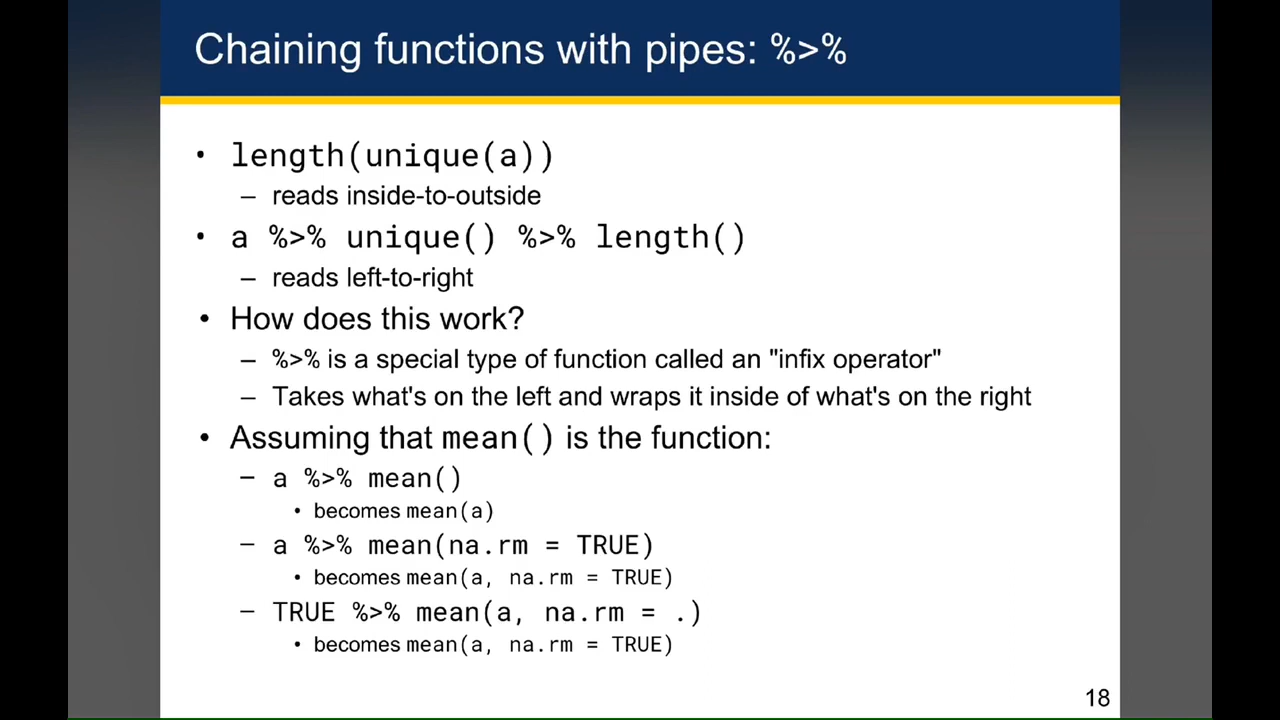 Chaining functions with pipes: %>%
• length(unique(a))
– reads inside-to-outside
• a %>% unique() %>% length()
– reads left-to-right
• How does this work?
– %>% is a special type of function called an "infix operator"
– Takes what's on the left and wraps it inside of what's on the right
• Assuming that mean() is the function:
– a %>% mean()
• becomes mean(a)
– a %>% mean(na.rm = TRUE)
• becomes mean(a, na.rm = TRUE)
– TRUE %>% mean(a, na.rm = .)
• becomes mean(a, na.rm = TRUE)
18